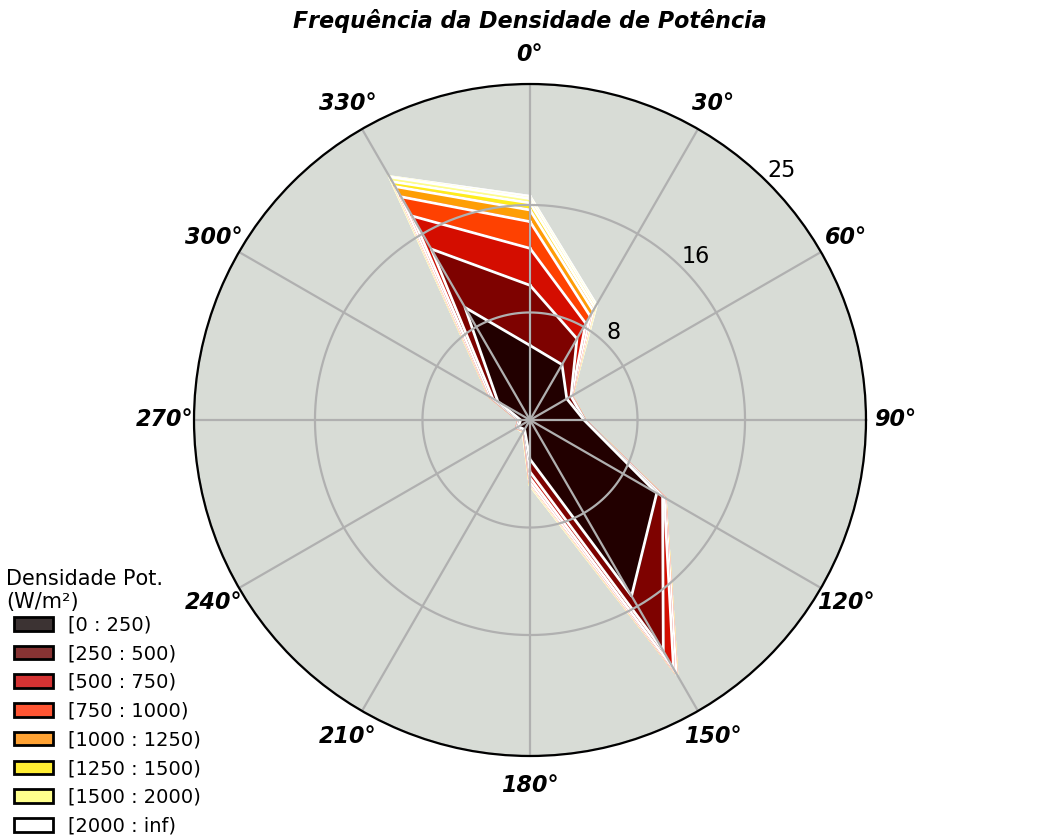 Frequência da Densidade de Potência
0°
330°
30°
25
300°
60°
16
8
270°
90°
240°
120°
210°
150°
180°
Densidade Pot.
(W/m²)
[0 : 250)
[250 : 500)
[500 : 750)
[750 : 1000)
[1000 : 1250)
[1250 : 1500)
[1500 : 2000)
[2000 : inf)